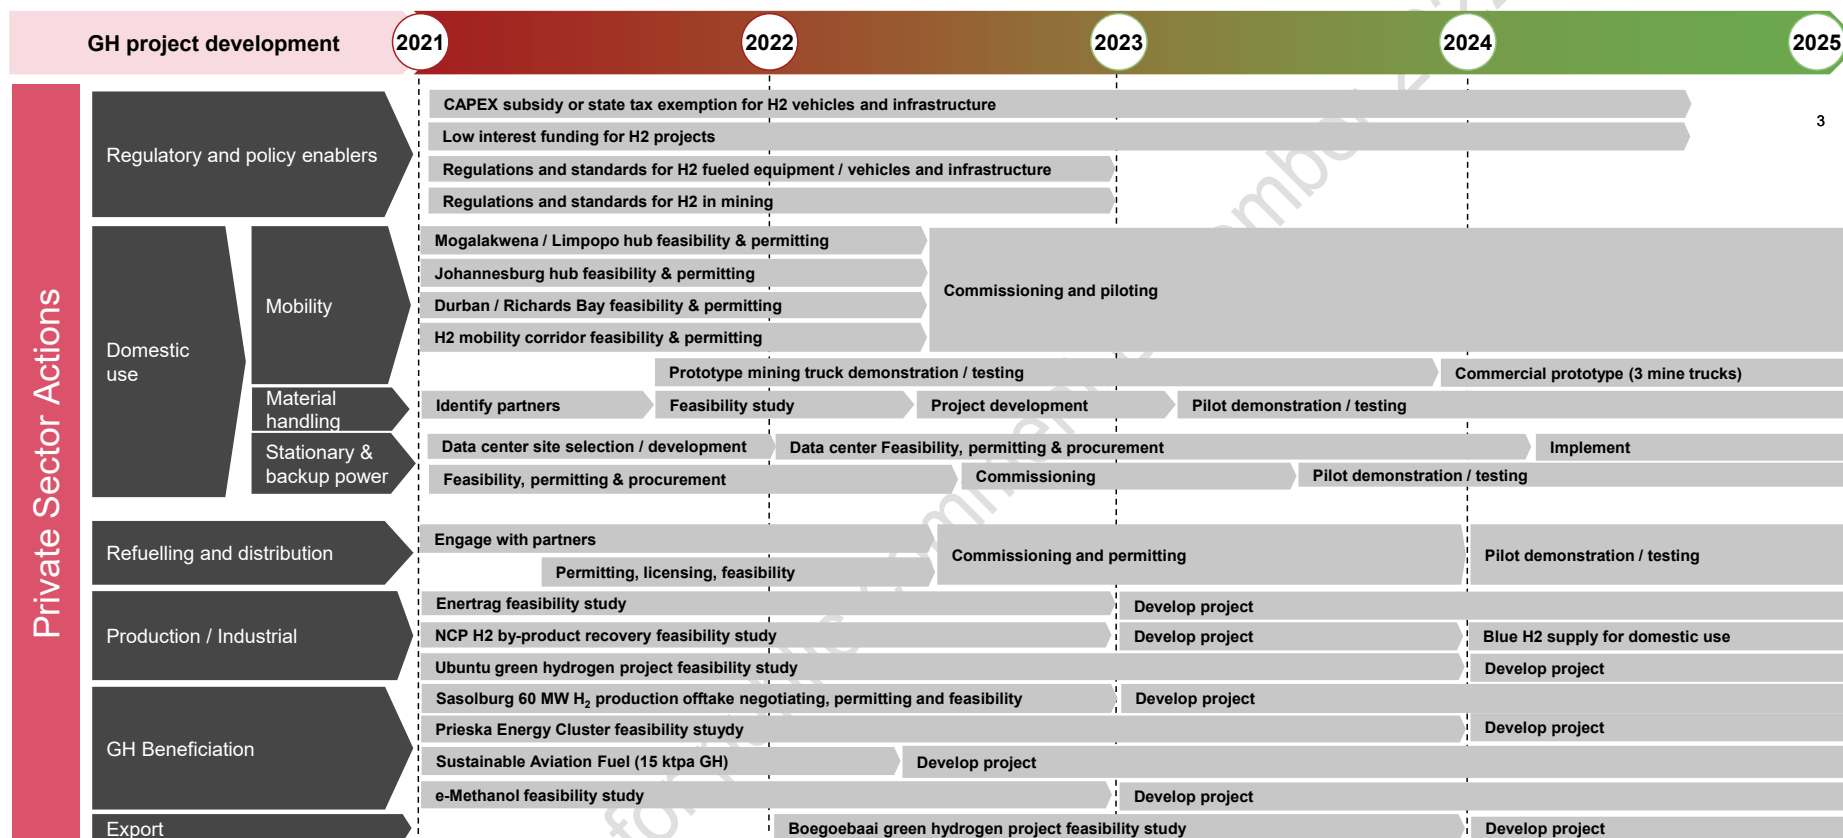 GH project development
2021
2022
2023
2024
2025
3
Private Sector Actions
Regulatory and policy enablers
CAPEX subsidy or state tax exemption for H2 vehicles and infrastructure
Low interest funding for H2 projects
Regulations and standards for H2 fueled equipment / vehicles and infrastructure
Regulations and standards for H2 in mining
Domestic
use
Mobility
Mogalakwena / Limpopo hub feasibility & permitting
Johannesburg hub feasibility & permitting
Durban / Richards Bay feasibility & permitting
H2 mobility corridor feasibility & permitting
Commissioning and piloting
Prototype mining truck demonstration / testing
Commercial prototype (3 mine trucks)
Material
handling
Identify partners
Feasibility study
Project development
Pilot demonstration / testing
Stationary &
backup power
Data center site selection / development
Data center Feasibility, permitting & procurement
Implement
Feasibility, permitting & procurement
Commissioning
Pilot demonstration / testing
Refuelling and distribution
Engage with partners
Permitting, licensing, feasibility
Commissioning and permitting
Pilot demonstration / testing
Production / Industrial
Enertrag feasibility study
Develop project
NCP H2 by-product recovery feasibility study
Develop project
Blue H2 supply for domestic use
Ubuntu green hydrogen project feasibility study
Develop project
GH Beneficiation
Sasolburg 60 MW H₂ production offtake negotiating, permitting and feasibility
Develop project
Prieska Energy Cluster feasibility stuydy
Develop project
Sustainable Aviation Fuel (15 ktpa GH)
Develop project
e-Methanol feasibility study
Develop project
Export
Boegoebaai green hydrogen project feasibility study
Develop project